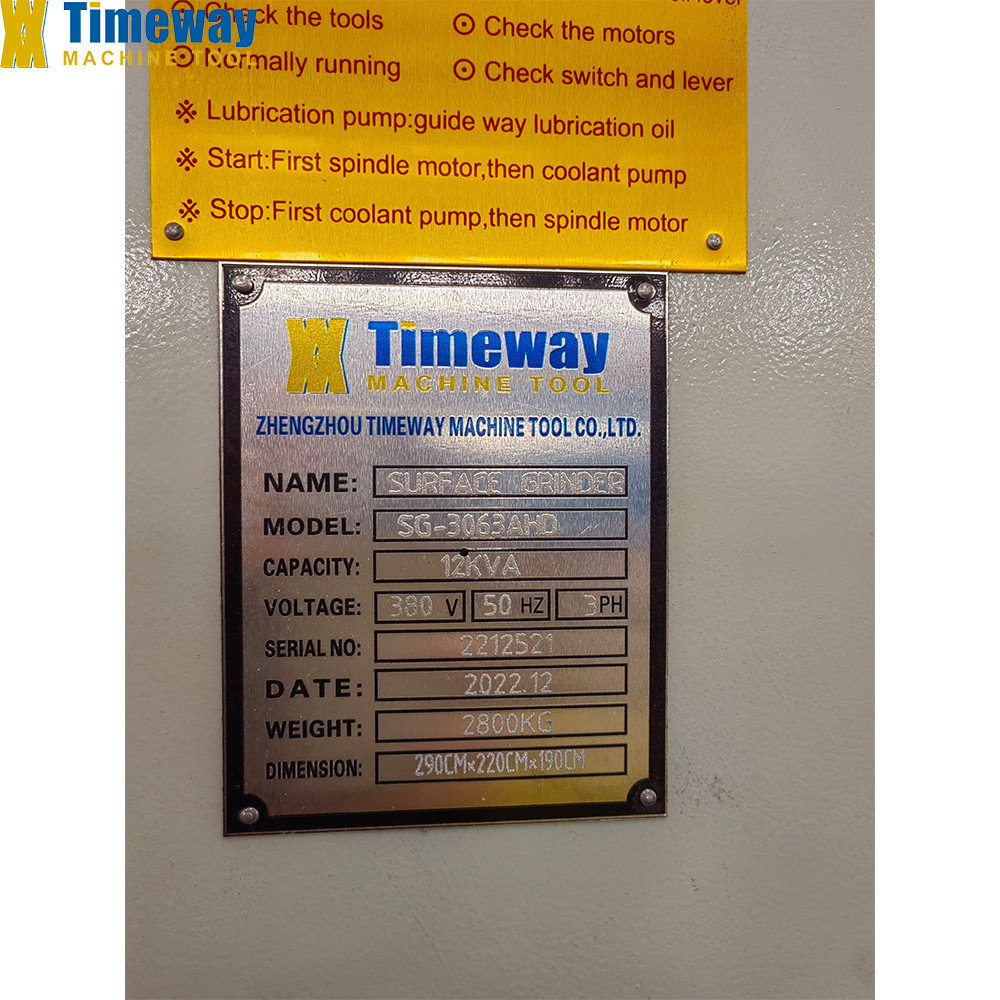 Timeway
MACHINE TOOL
lever
Check the tools
⊙ Check the motors
Normally running
⊙ Check switch and lever
※ Lubrication pump:guide way lubrication oil
※ Start:First spindle motor,then coolant pump
※ Stop:First coolant pump,then spindle motor
Timeway
MACHINE TOOL
ZHENGZHOU TIMEWAY MACHINE TOOL CO.,LTD.
NAME: SURFACE GRINDER
MODEL: SG-3063AHD
CAPACITY: 12KVA
VOLTAGE: 380 V 50 HZ 3PH
SERIAL NO: 2212521
DATE: 2022.12
WEIGHT: 2800KG
DIMENSION: 290CM×220CM×190CM